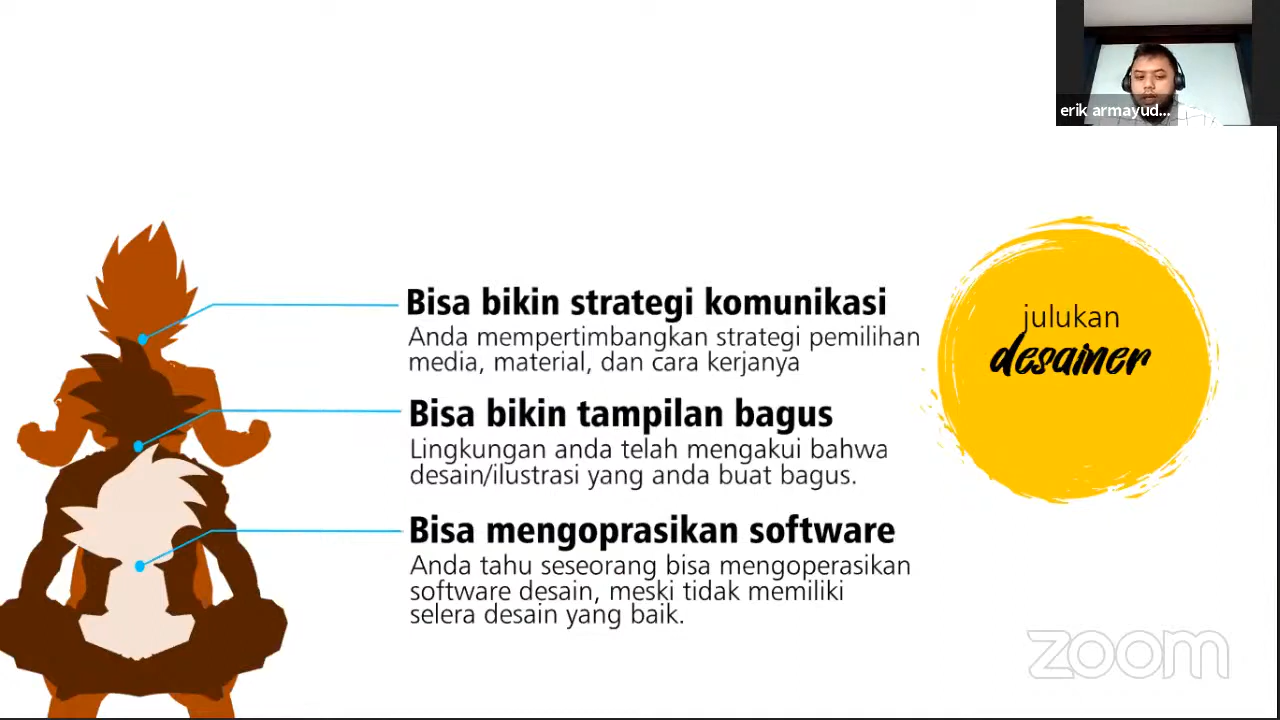 erik armayud...
Bisa bikin strategi komunikasi
Anda mempertimbangkan strategi pemilihan
media, material, dan cara kerjanya
Bisa bikin tampilan bagus
Lingkungan anda telah mengakui bahwa
desain/ilustrasi yang anda buat bagus.
Bisa mengoprasikan software
Anda tahu seseorang bisa mengoperasikan
software desain, meski tidak memiliki
selera desain yang baik.
julukan
desainer
zoom